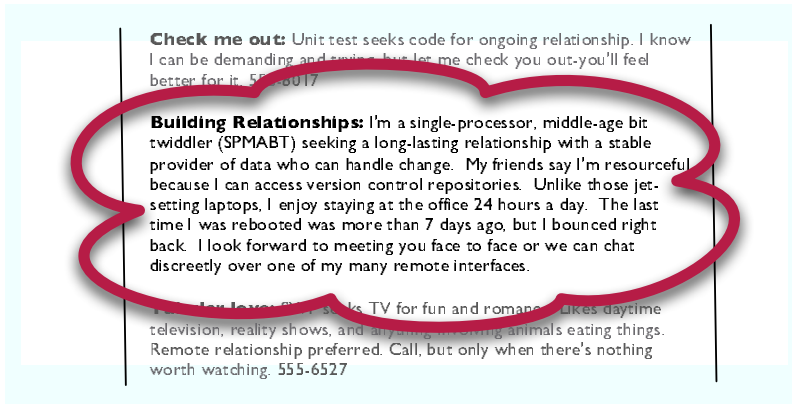 Check me out: Unit test seeks code for ongoing relationship. I know
I can be demanding and trying, but let me check you out-you'll feel
better for it. 555-8017
Building Relationships: I'm a single-processor, middle-age bit
twiddler (SPMABT) seeking a long-lasting relationship with a stable
provider of data who can handle change. My friends say I'm resourceful
because I can access version control repositories. Unlike those jet-
setting laptops, I enjoy staying at the office 24 hours a day. The last
time I was rebooted was more than 7 days ago, but I bounced right
back. I look forward to meeting you face to face or we can chat
discreetly over one of my many remote interfaces.
love: seeks TV for fun and romance. Likes daytime
television, reality shows, and anything involving animals eating things.
Remote relationship preferred. Call, but only when there's nothing
worth watching. 555-6527